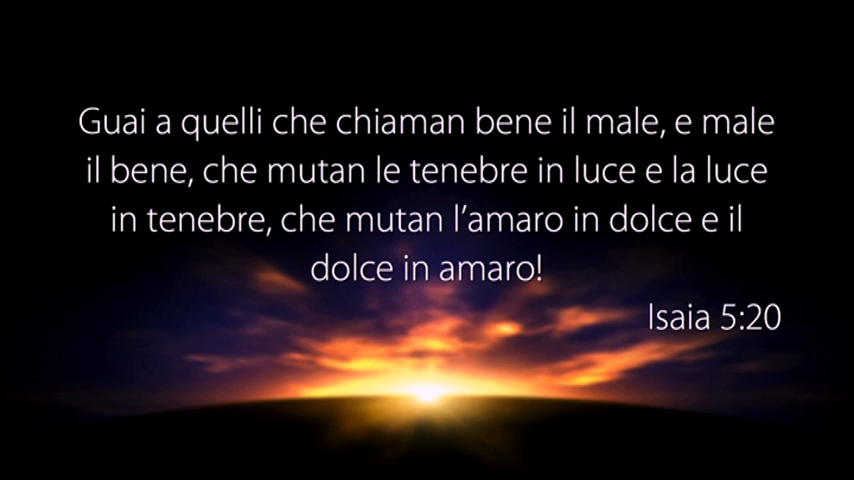 Guai a quelli che chiaman bene il male, e male
il bene, che mutan le tenebre in luce e la luce
in tenebre, che mutan l’amaro in dolce e il
dolce in amaro!
Isaia 5:20